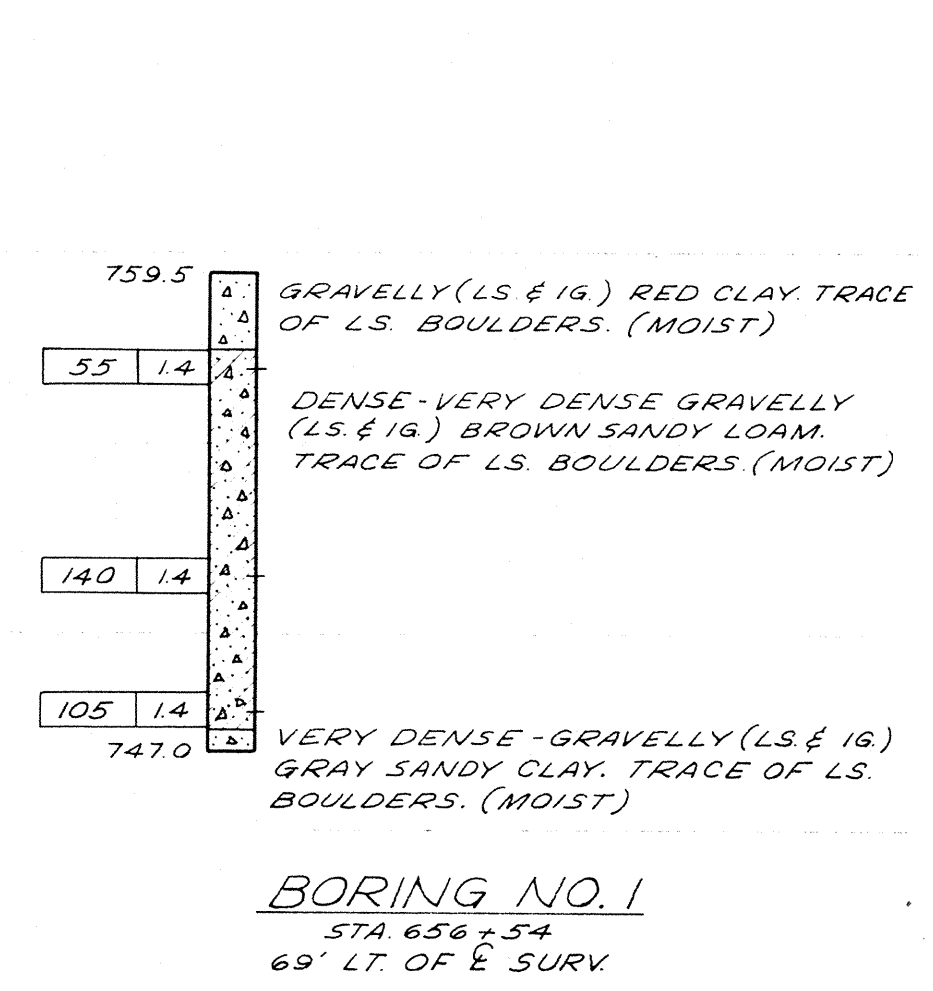 759.5
GRAVELLY (LS. & IG.) RED CLAY. TRACE
OF LS. BOULDERS. (MOIST)
55 1.4
DENSE - VERY DENSE GRAVELLY
(LS. & IG.) BROWN SANDY LOAM.
TRACE OF LS. BOULDERS. (MOIST)
140 1.4
105 1.4
747.0
VERY DENSE - GRAVELLY (LS. & IG.)
GRAY SANDY CLAY. TRACE OF LS.
BOULDERS. (MOIST)
BORING NO. 1
STA. 656 + 54
69' LT. OF ℄ SURV.